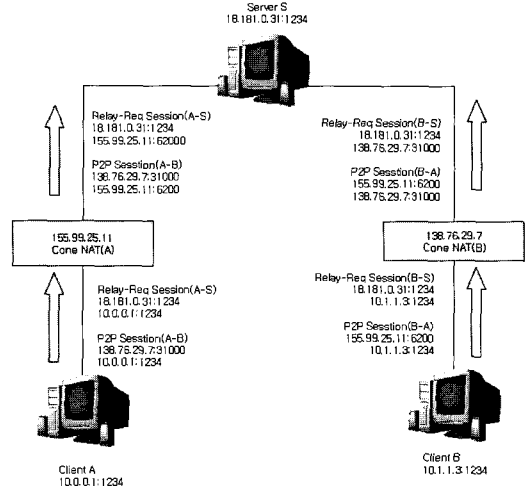 Server S
18.181.0.31:1234
Relay-Req Session(A-S)
18.181.0.31:1234
155.99.25.11:62000
P2P Sesstion(A-B)
138.76.29.7:31000
155.99.25.11:6200
Relay-Req Session(B-S)
18.181.0.31:1234
138.76.29.7:31000
P2P Sesstion(B-A)
155.99.25.11:6200
138.76.29.7:31000
155.99.25.11
Cone NAT(A)
138.76.29.7
Cone NAT(B)
Relay-Req Session(A-S)
18.181.0.31:1234
10.0.0.1:1234
P2P Sesstion(A-B)
138.76.29.7:31000
10.0.0.1:1234
Relay-Req Session(B-S)
18.181.0.31:1234
10.1.1.3:1234
P2P Sesstion(B-A)
155.99.25.11:6200
10.1.1.3:1234
Client A
10.0.0.1:1234
Client B
10.1.1.3:1234